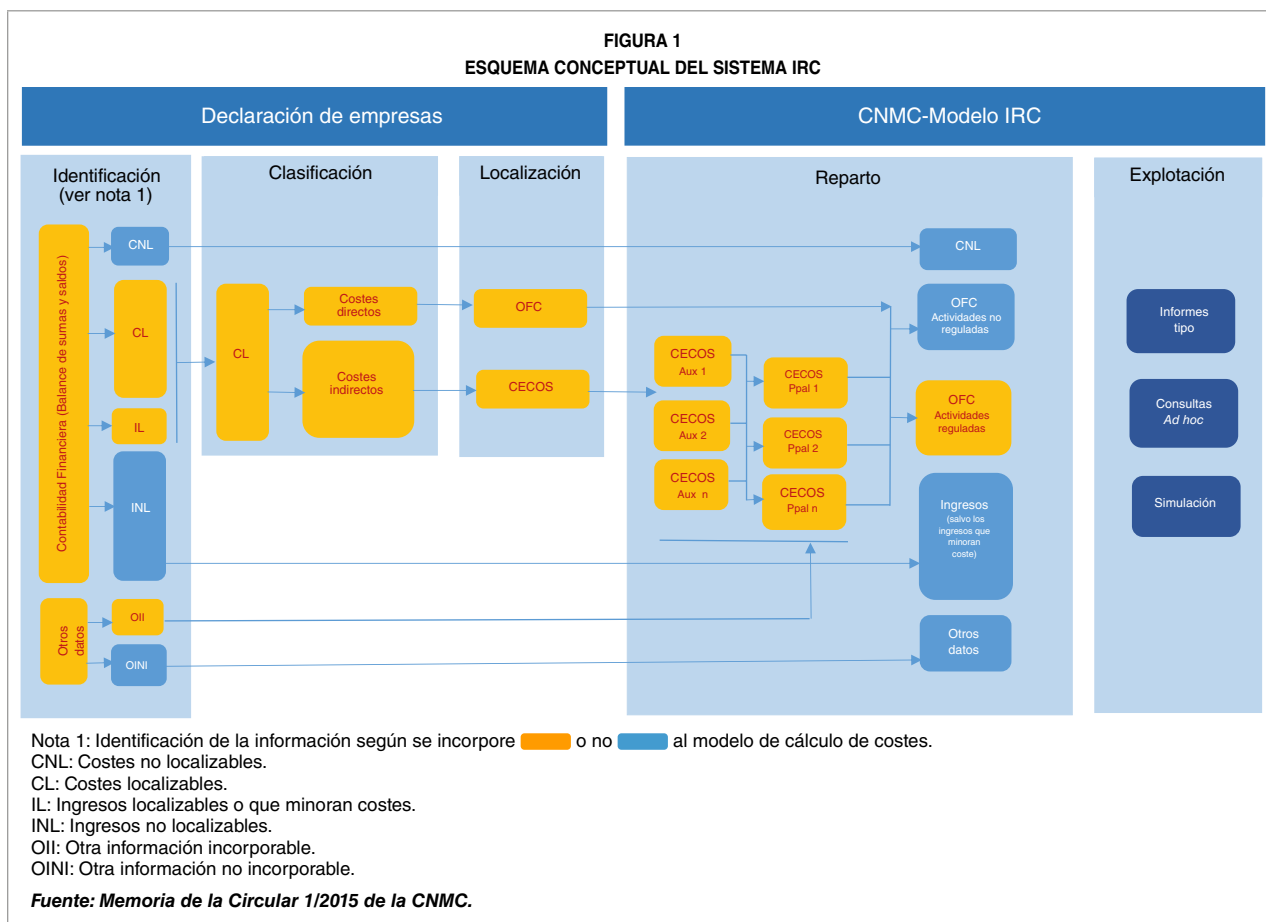 FIGURA 1
ESQUEMA CONCEPTUAL DEL SISTEMA IRC
Declaración de empresas
CNMC-Modelo IRC
Identificación
(ver nota 1)
Clasificación
Localización
Reparto
Explotación
Contabilidad Financiera (Balance de sumas y saldos)
CNL
CL
IL
INL
Otros
datos
OII
OINI
CL
Costes
directos
Costes
indirectos
OFC
CECOS
CECOS
Aux 1
CECOS
Aux 2
CECOS
Aux n
CECOS
Ppal 1
CECOS
Ppal 2
CECOS
Ppal n
CNL
OFC
Actividades no
reguladas
OFC
Actividades
reguladas
Ingresos
(salvo los
ingresos que
minoran
coste)
Otros
datos
Informes
tipo
Consultas
Ad hoc
Simulación
Nota 1: Identificación de la información según se incorpore o no al modelo de cálculo de costes.
CNL: Costes no localizables.
CL: Costes localizables.
IL: Ingresos localizables o que minoran costes.
INL: Ingresos no localizables.
OII: Otra información incorporable.
OINI: Otra información no incorporable.
Fuente: Memoria de la Circular 1/2015 de la CNMC.